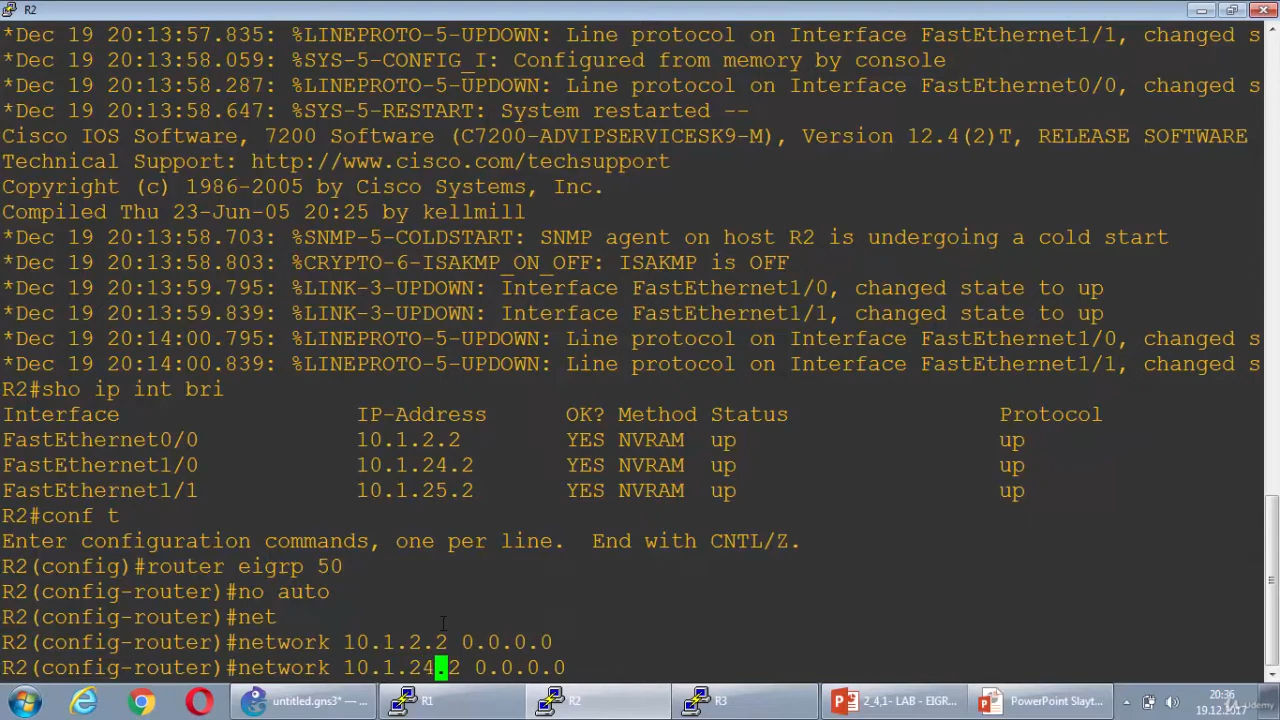 R2
*Dec 19 20:13:57.835: %LINEPROTO-5-UPDOWN: Line protocol on Interface FastEthernet1/1, changed s
*Dec 19 20:13:58.059: %SYS-5-CONFIG_I: Configured from memory by console
*Dec 19 20:13:58.287: %LINEPROTO-5-UPDOWN: Line protocol on Interface FastEthernet0/0, changed s
*Dec 19 20:13:58.647: %SYS-5-RESTART: System restarted --
Cisco IOS Software, 7200 Software (C7200-ADVIPSERVICESK9-M), Version 12.4(2)T, RELEASE SOFTWARE
Technical Support: http://www.cisco.com/techsupport
Copyright (c) 1986-2005 by Cisco Systems, Inc.
Compiled Thu 23-Jun-05 20:25 by kellmill
*Dec 19 20:13:58.703: %SNMP-5-COLDSTART: SNMP agent on host R2 is undergoing a cold start
*Dec 19 20:13:58.803: %CRYPTO-6-ISAKMP_ON_OFF: ISAKMP is OFF
*Dec 19 20:13:59.795: %LINK-3-UPDOWN: Interface FastEthernet1/0, changed state to up
*Dec 19 20:13:59.839: %LINK-3-UPDOWN: Interface FastEthernet1/1, changed state to up
*Dec 19 20:14:00.795: %LINEPROTO-5-UPDOWN: Line protocol on Interface FastEthernet1/0, changed s
*Dec 19 20:14:00.839: %LINEPROTO-5-UPDOWN: Line protocol on Interface FastEthernet1/1, changed s
R2#sho ip int bri
Interface IP-Address OK? Method Status Protocol
FastEthernet0/0 10.1.2.2 YES NVRAM up up
FastEthernet1/0 10.1.24.2 YES NVRAM up up
FastEthernet1/1 10.1.25.2 YES NVRAM up up
R2#conf t
Enter configuration commands, one per line. End with CNTL/Z.
R2(config)#router eigrp 50
R2(config-router)#no auto
R2(config-router)#net
R2(config-router)#network 10.1.2.2 0.0.0.0
R2(config-router)#network 10.1.24.2 0.0.0.0
untitled.gns3* — ... R1 R2 R3 2_4,1- LAB - EIGR... PowerPoint Slayt... 20:36
19.12.2017
Udemy